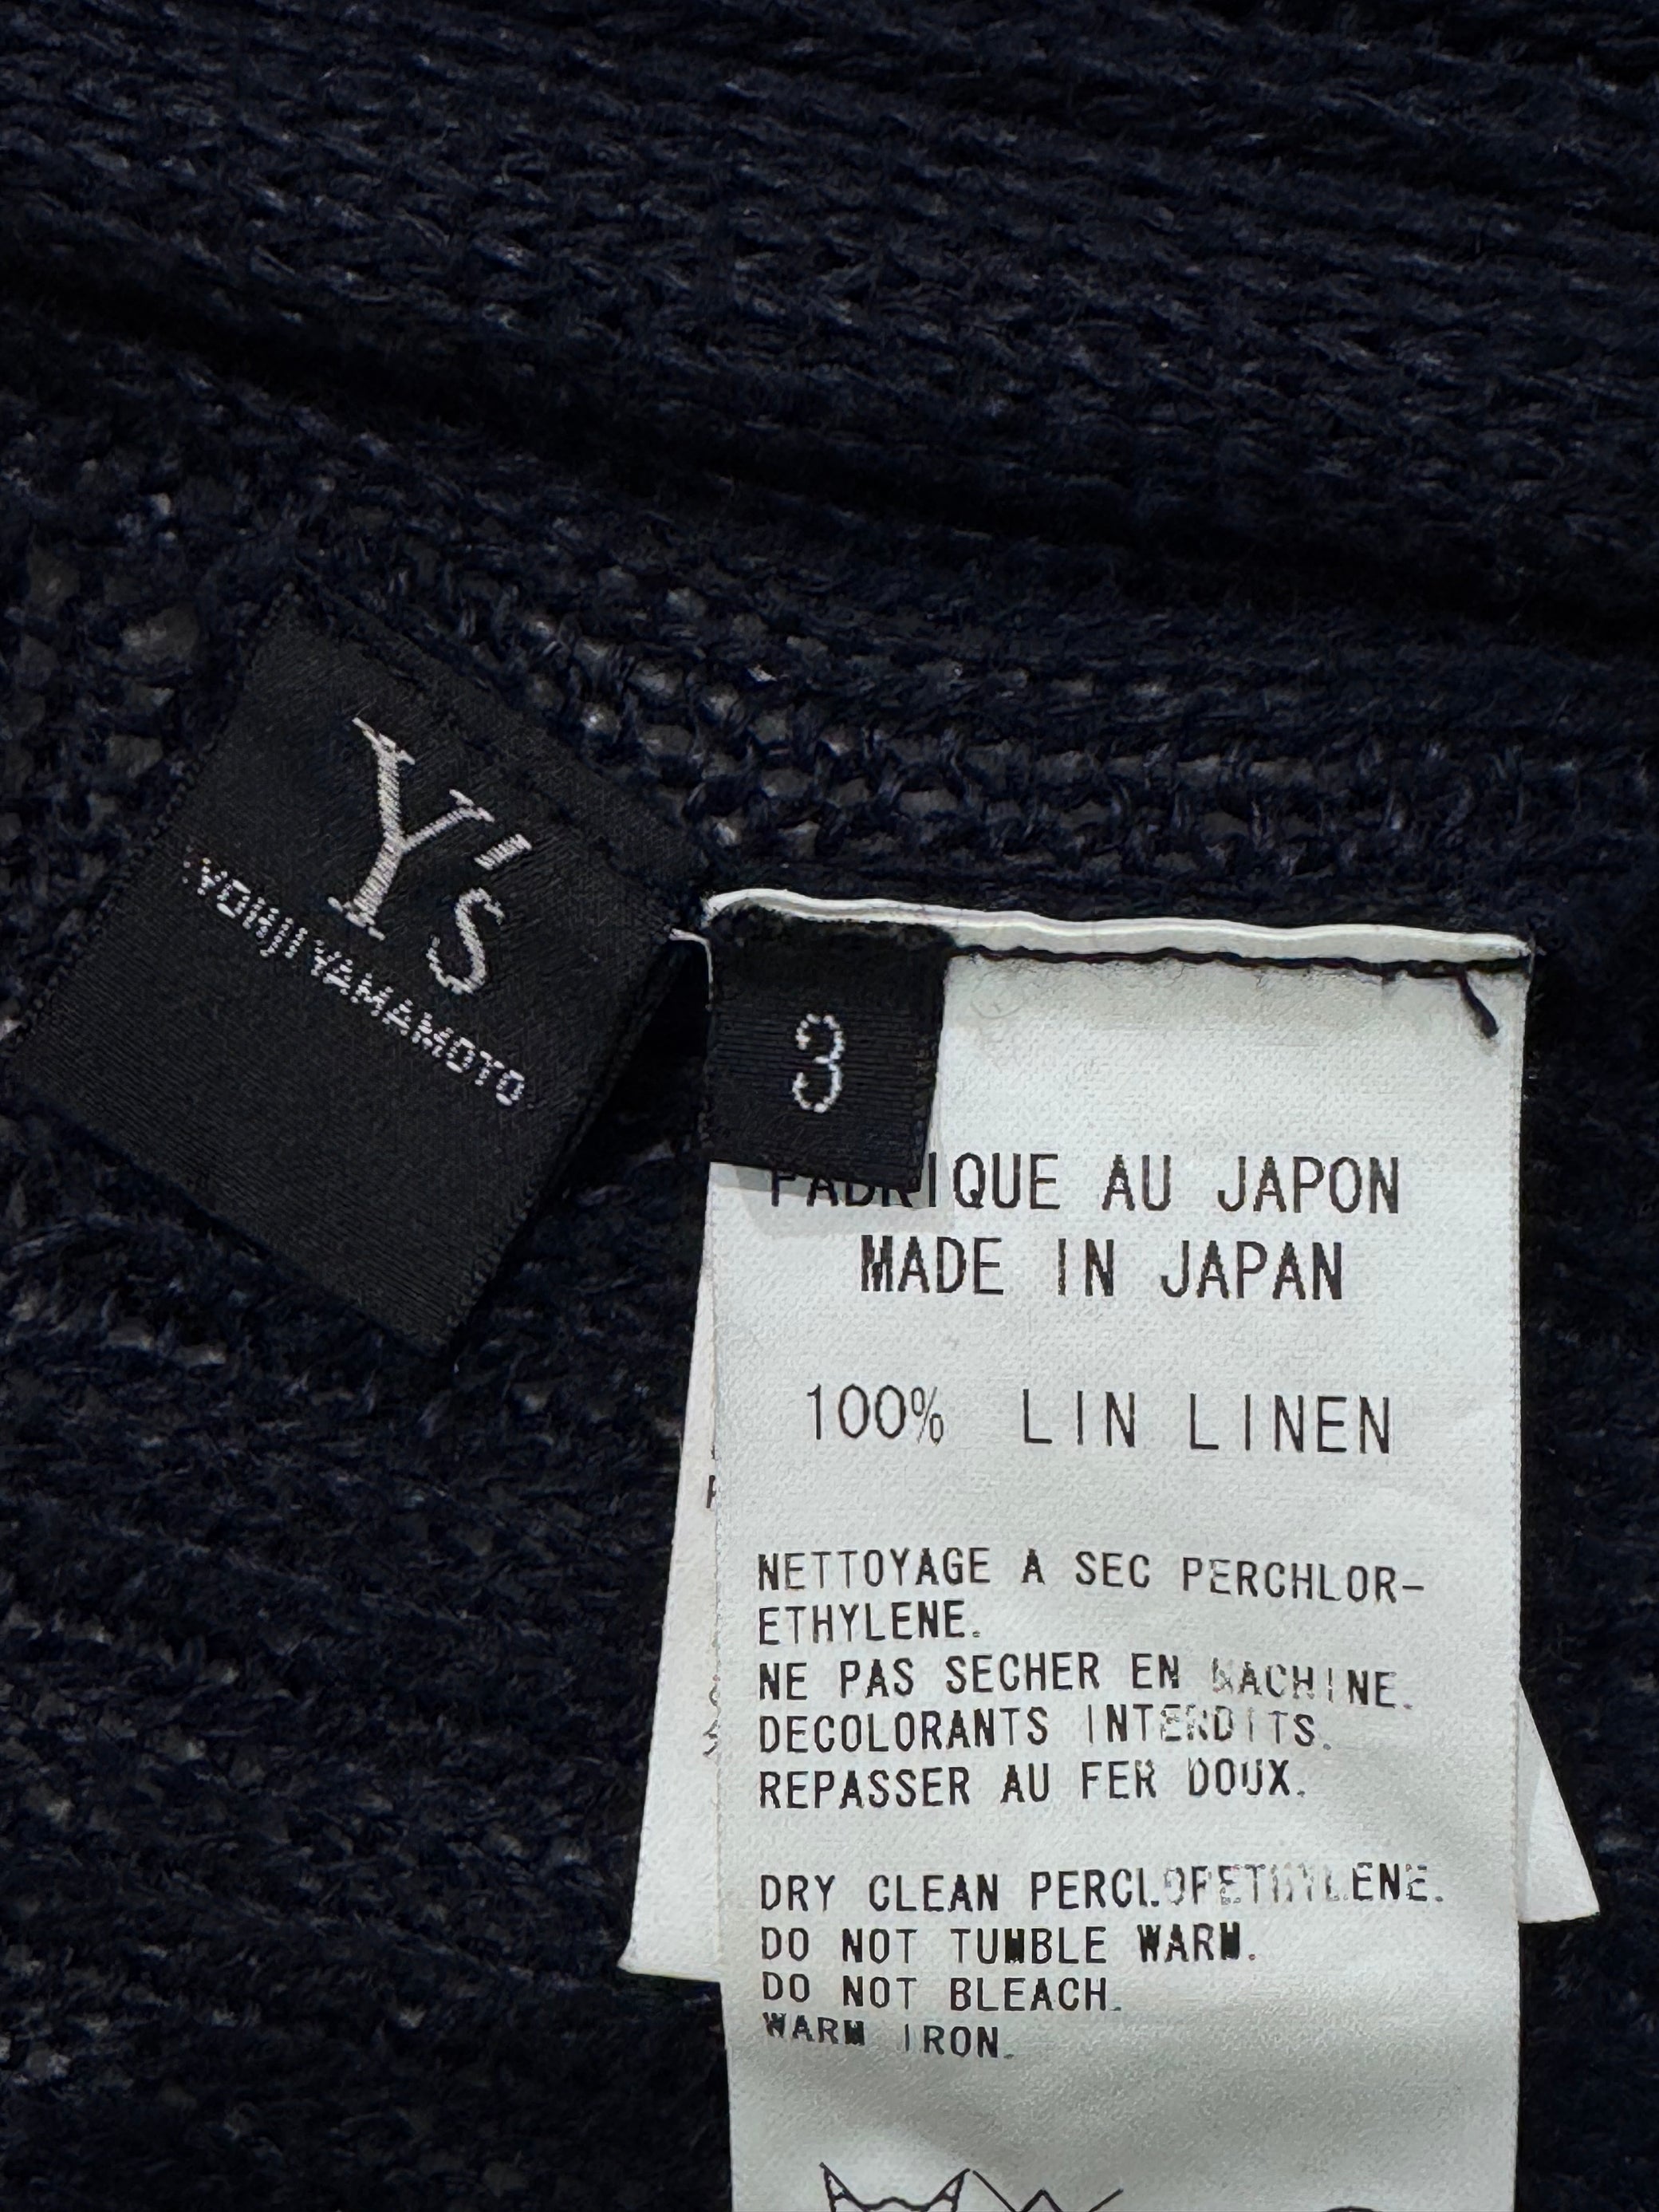 Y's
YOHJI YAMAMOTO
3
FABRIQUE AU JAPON
MADE IN JAPAN
100% LIN LINEN
NETTOYAGE A SEC PERCHLOR-
ETHYLENE.
NE PAS SECHER EN MACHINE.
DECOLORANTS INTERDITS.
REPASSER AU FER DOUX.
DRY CLEAN PERCLORETHYLENE.
DO NOT TUMBLE WARM.
DO NOT BLEACH.
WARM IRON.